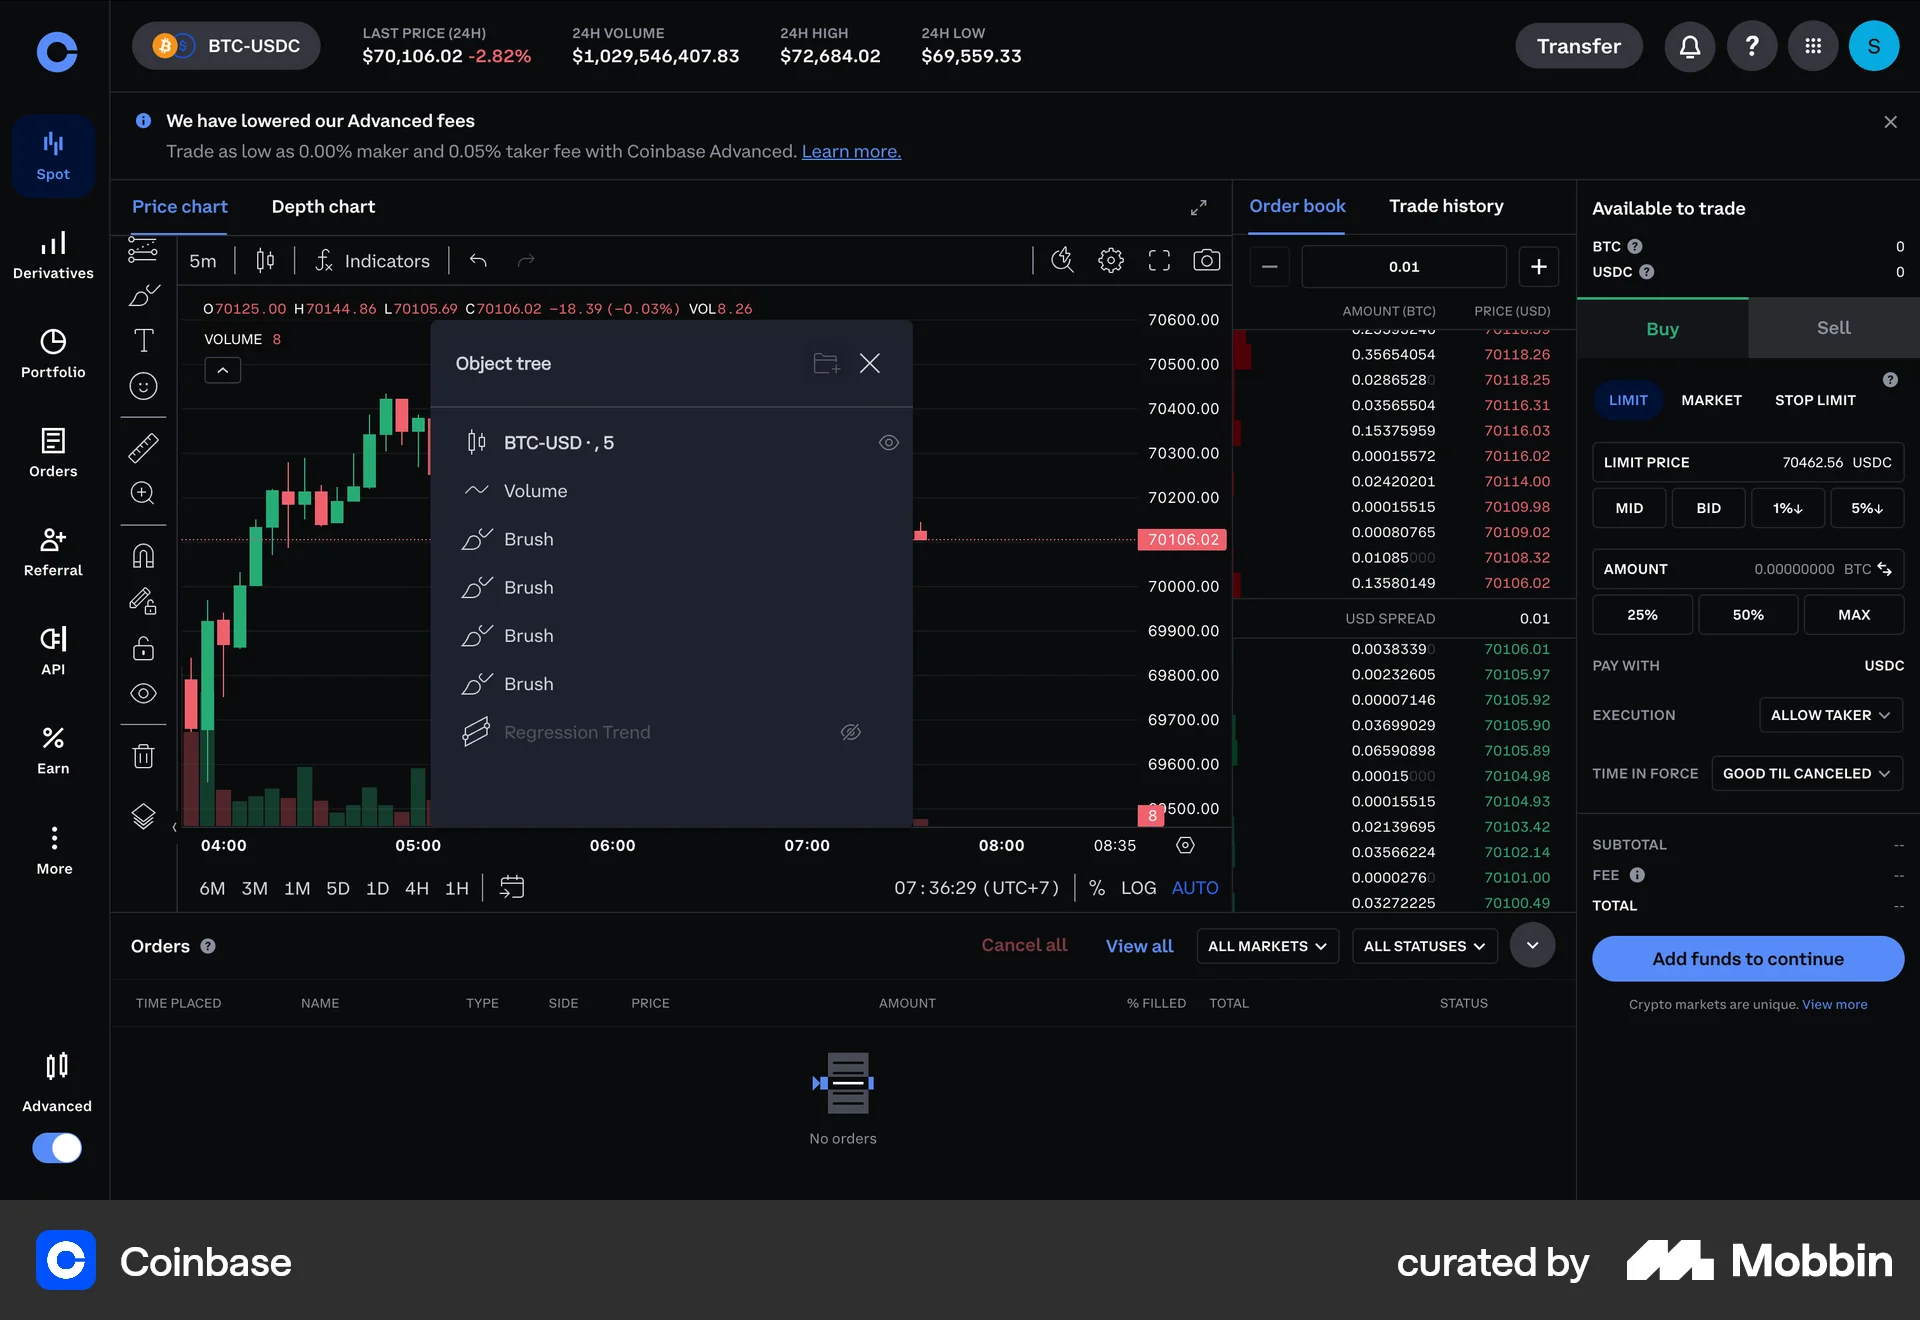 BTC-USDC
LAST PRICE (24H)
$70,106.02 -2.82%
24H VOLUME
$1,029,546,407.83
24H HIGH
$72,684.02
24H LOW
$69,559.33
Transfer
S
Spot
Derivatives
Portfolio
Orders
Referral
API
Earn
More
Advanced
We have lowered our Advanced fees
Trade as low as 0.00% maker and 0.05% taker fee with Coinbase Advanced. Learn more.
Price chart
Depth chart
5m
Indicators
O70125.00 H70144.86 L70105.69 C70106.02 −18.39 (−0.03%) VOL8.26
VOLUME 8
Object tree
BTC-USD · , 5
Volume
Brush
Brush
Brush
Brush
Regression Trend
70600.00
70500.00
70400.00
70300.00
70200.00
70106.02
70000.00
69900.00
69800.00
69700.00
69600.00
69500.00
8
04:00 05:00 06:00 07:00 08:00 08:35
6M 3M 1M 5D 1D 4H 1H
07:36:29 (UTC+7)
% LOG AUTO
Order book
Trade history
0.01
AMOUNT (BTC) PRICE (USD)
0.35654054 70118.26
0.02865280 70118.25
0.03565504 70116.31
0.15375959 70116.03
0.00015572 70116.02
0.02420201 70114.00
0.00015515 70109.98
0.00080765 70109.02
0.01085000 70108.32
0.13580149 70106.02
USD SPREAD 0.01
0.00383390 70106.01
0.00232605 70105.97
0.00007146 70105.92
0.03699029 70105.90
0.06590898 70105.89
0.00015000 70104.98
0.00015515 70104.93
0.02139695 70103.42
0.03566224 70102.14
0.00002760 70101.00
0.03272225 70100.49
Available to trade
BTC 0
USDC 0
Buy
Sell
LIMIT
MARKET
STOP LIMIT
LIMIT PRICE 70462.56 USDC
MID
BID
1%↓
5%↓
AMOUNT 0.00000000 BTC
25%
50%
MAX
PAY WITH USDC
EXECUTION ALLOW TAKER
TIME IN FORCE GOOD TIL CANCELED
SUBTOTAL --
FEE --
TOTAL --
Add funds to continue
Crypto markets are unique. View more
Orders
Cancel all
View all
ALL MARKETS
ALL STATUSES
TIME PLACED NAME TYPE SIDE PRICE AMOUNT % FILLED TOTAL STATUS
No orders
Coinbase
curated by Mobbin